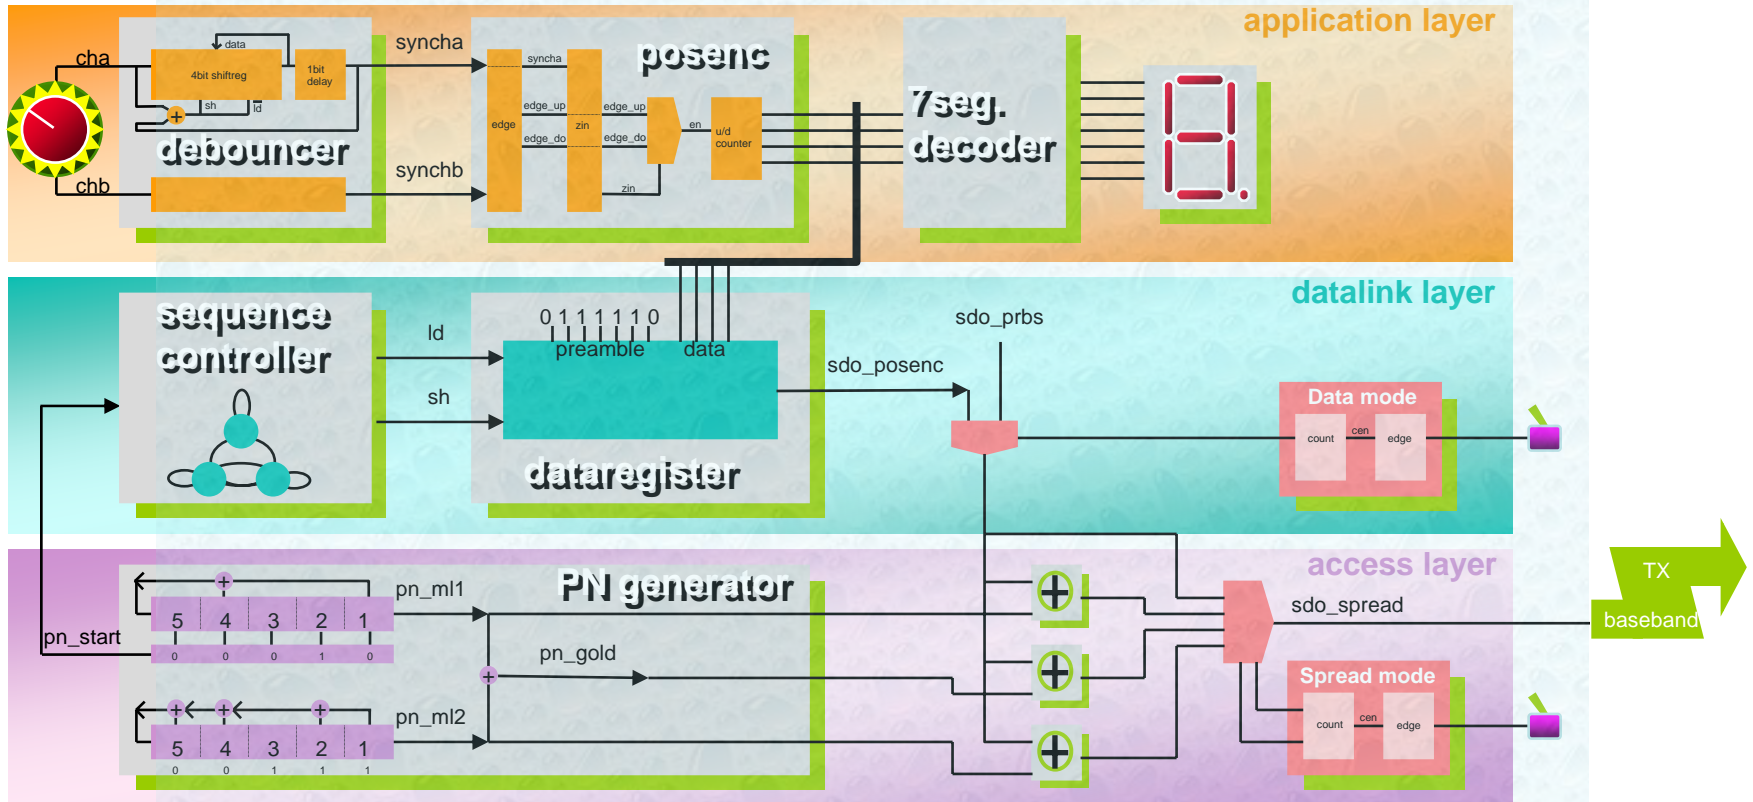 application layer
cha
data
4bit shiftreg
1bit
delay
sh
ld
+
debouncer
chb
syncha
synchb
posenc
edge
syncha
edge_up
edge_do
zin
edge_up
edge_do
zin
en
u/d
counter
7seg.
decoder
datalink layer
sequence
controller
ld
sh
0 1 1 1 1 1 0
preamble
data
dataregister
sdo_posenc
sdo_prbs
Data mode
count
cen
edge
access layer
PN generator
pn_start
+
5 4 3 2 1
0 0 0 1 0
pn_ml1
+
pn_gold
+ + +
5 4 3 2 1
0 0 1 1 1
pn_ml2
+
+
+
sdo_spread
Spread mode
count
cen
edge
TX
baseband